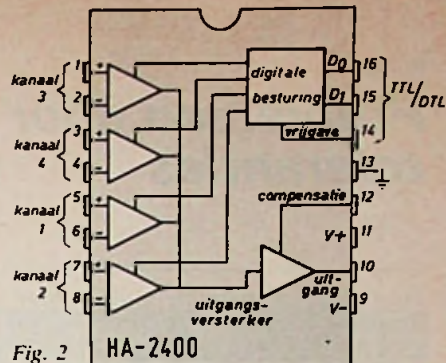 1 +
kanaal
3
2 −
3 +
kanaal
4
4 −
5 +
kanaal
1
6 −
7 +
kanaal
2
8 −
digitale
besturing
D0 16
D1 15
TTL/
DTL
vrijgave 14
13
compensatie 12
V+ 11
10
uit-
gang
V− 9
uitgangs-
versterker
Fig. 2 HA-2400